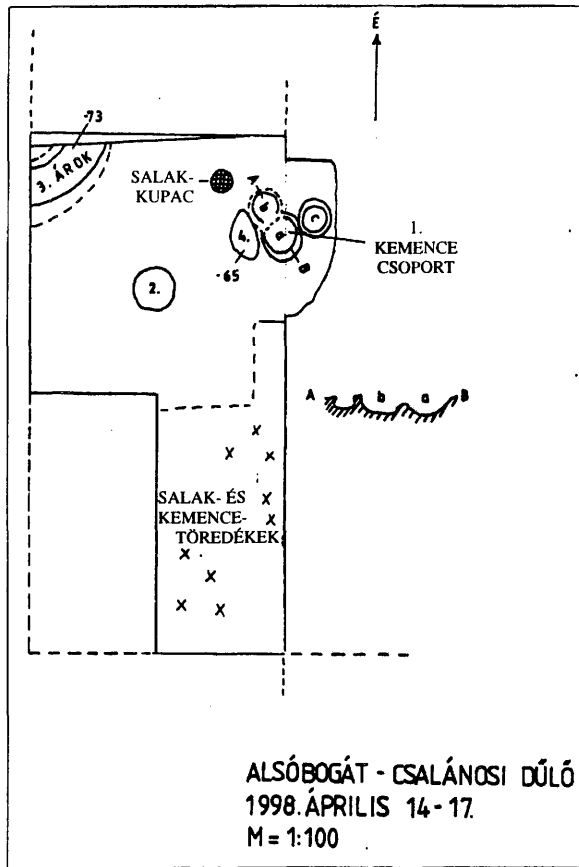 É
-73
3. ÁROK
SALAK-
KUPAC
A
b
c
a
4.
B
1.
KEMENCE
CSOPORT
-65
2.
A b a B
SALAK- ÉS
KEMENCE-
TÖREDÉKEK
ALSÓBOGÁT - CSALÁNOSI DŰLŐ
1998. ÁPRILIS 14-17.
M = 1:100